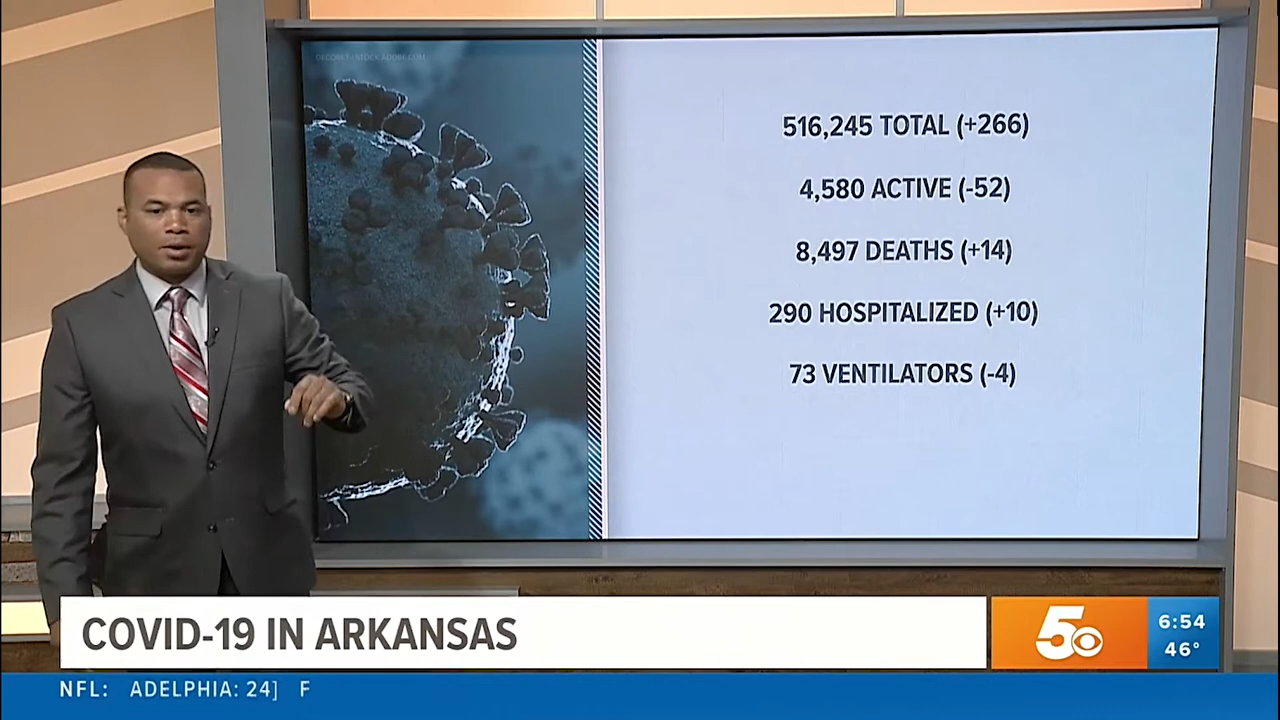 516,245 TOTAL (+266)
4,580 ACTIVE (-52)
8,497 DEATHS (+14)
290 HOSPITALIZED (+10)
73 VENTILATORS (-4)
COVID-19 IN ARKANSAS
5
6:54
46°
NFL: ADELPHIA: 24] F